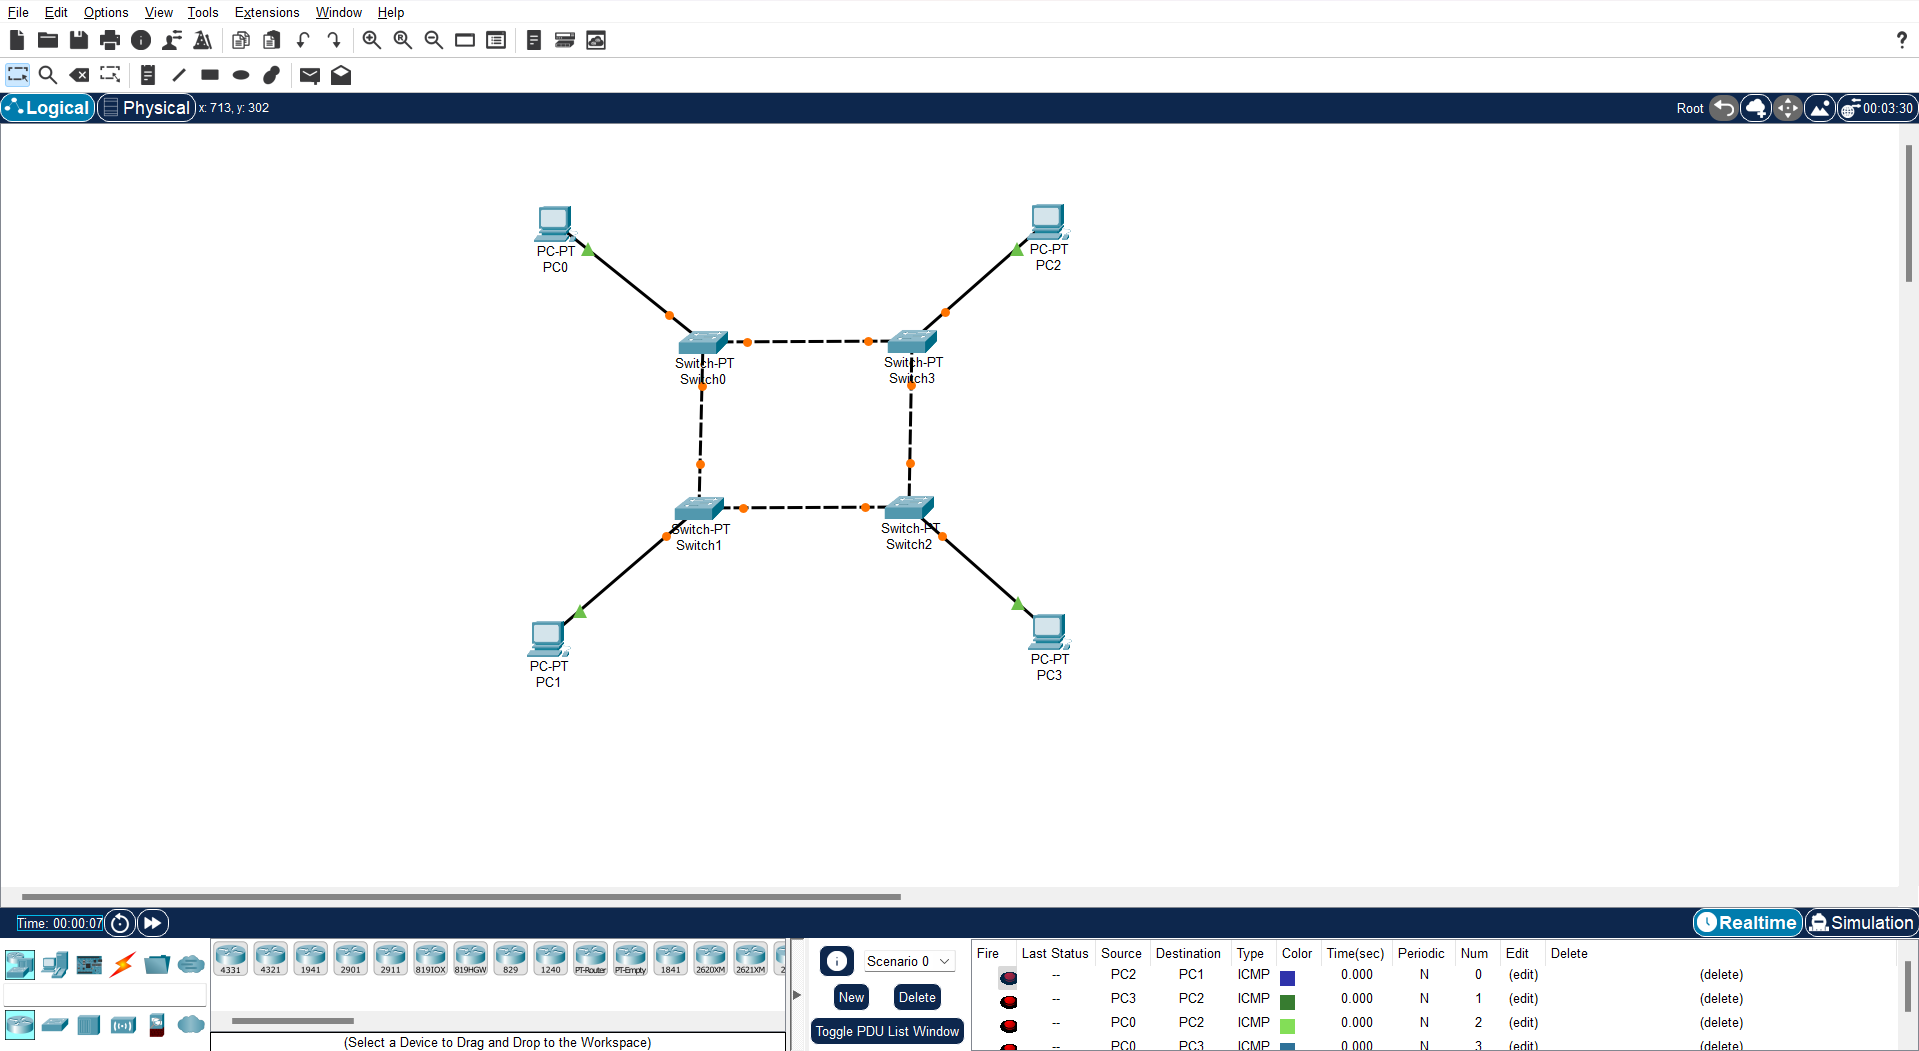 File Edit Options View Tools Extensions Window Help
?
Logical Physical x: 713, y: 302 Root 00:03:30
PC-PT
PC0
PC-PT
PC2
Switch-PT
Switch0
Switch-PT
Switch3
Switch-PT
Switch1
Switch-PT
Switch2
PC-PT
PC1
PC-PT
PC3
Time: 00:00:07 Realtime Simulation
4331 4321 1941 2901 2911 819IOX 819HGW 829 1240 PT-Router PT-Empty 1841 2620XM 2621XM 2
(Select a Device to Drag and Drop to the Workspace)
Scenario 0
New Delete
Toggle PDU List Window
Fire Last Status Source Destination Type Color Time(sec) Periodic Num Edit Delete
-- PC2 PC1 ICMP 0.000 N 0 (edit) (delete)
-- PC3 PC2 ICMP 0.000 N 1 (edit) (delete)
-- PC0 PC2 ICMP 0.000 N 2 (edit) (delete)
-- PC0 PC3 ICMP 0.000 N 3 (edit) (delete)